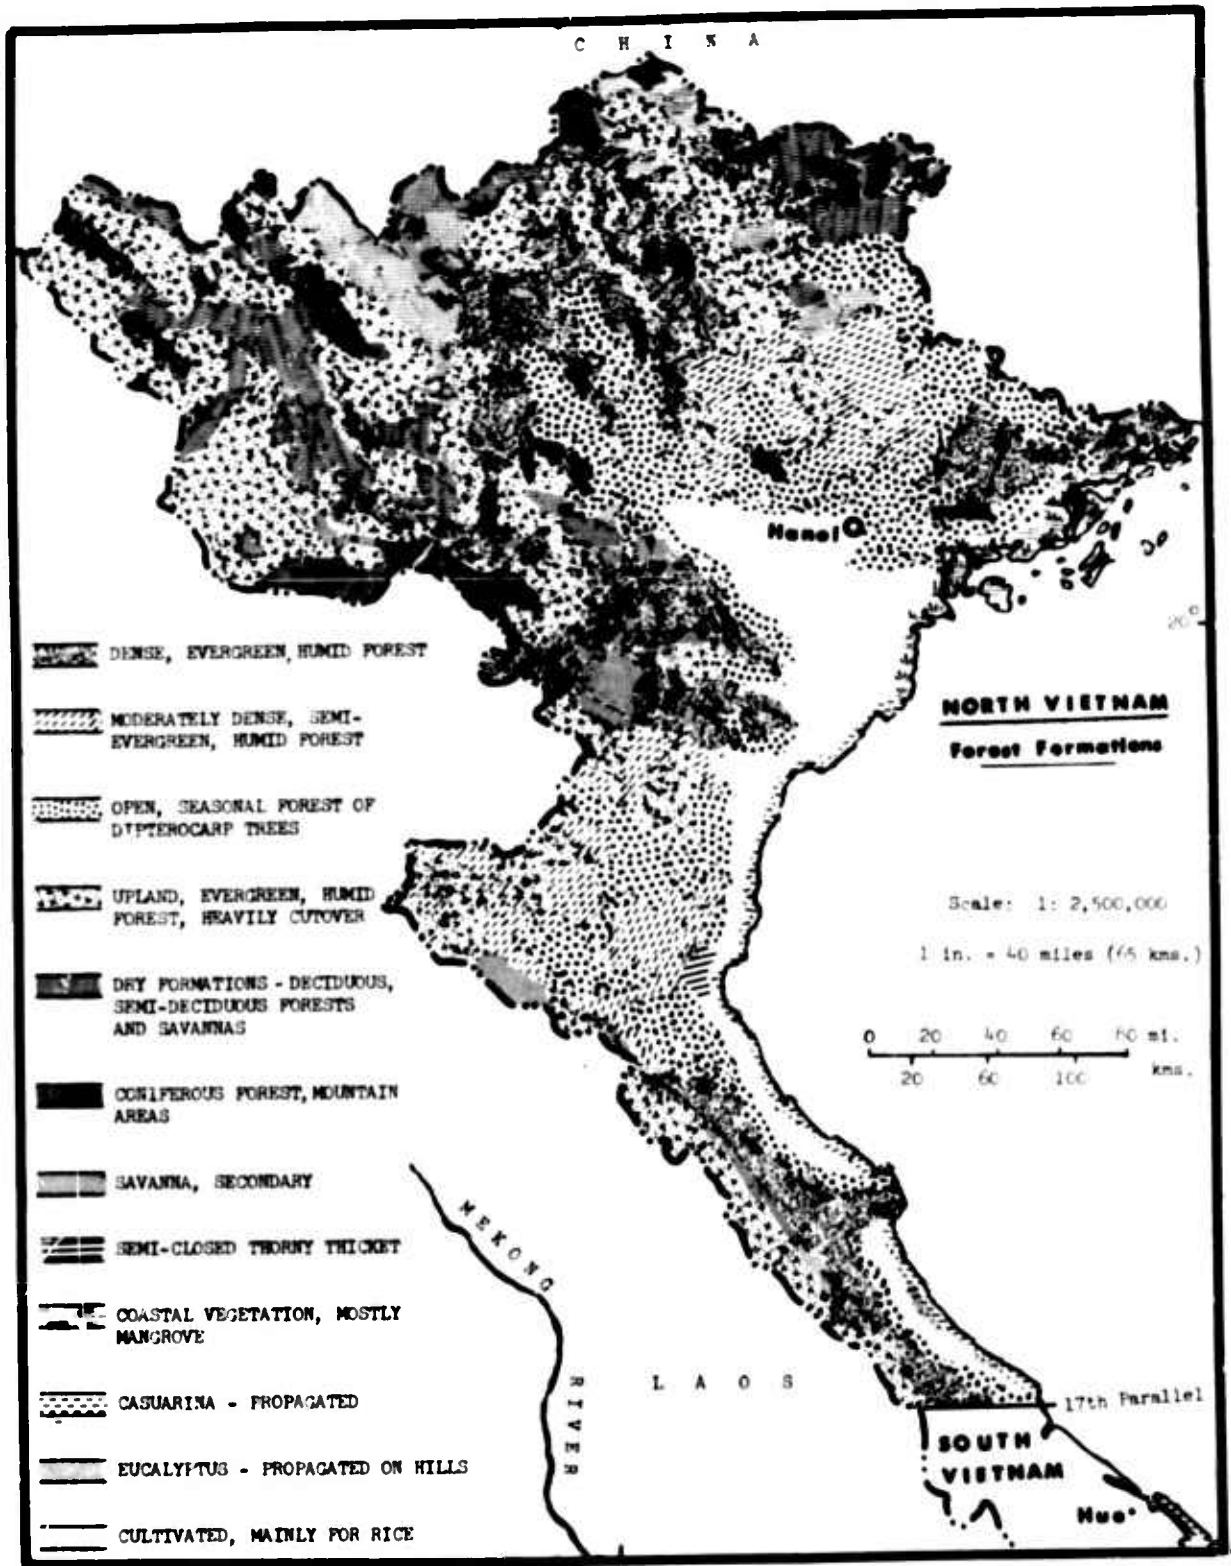 CHINA
Hanoi
20°
DENSE, EVERGREEN, HUMID FOREST
MODERATELY DENSE, SEMI-
EVERGREEN, HUMID FOREST
OPEN, SEASONAL FOREST OF
DIPTEROCARP TREES
UPLAND, EVERGREEN, HUMID
FOREST, HEAVILY CUTOVER
DRY FORMATIONS - DECIDUOUS,
SEMI-DECIDUOUS FORESTS
AND SAVANNAS
CONIFEROUS FOREST, MOUNTAIN
AREAS
SAVANNA, SECONDARY
SEMI-CLOSED THORNY THICKET
COASTAL VEGETATION, MOSTLY
MANGROVE
CASUARINA - PROPAGATED
EUCALYPTUS - PROPAGATED ON HILLS
CULTIVATED, MAINLY FOR RICE
NORTH VIETNAM
Forest Formations
Scale: 1: 2,500,000
1 in. = 40 miles (65 kms.)
0 20 40 60 80 mi.
20 60 100 kms.
MEKONG
RIVER
LAOS
17th Parallel
SOUTH
VIETNAM
Hue